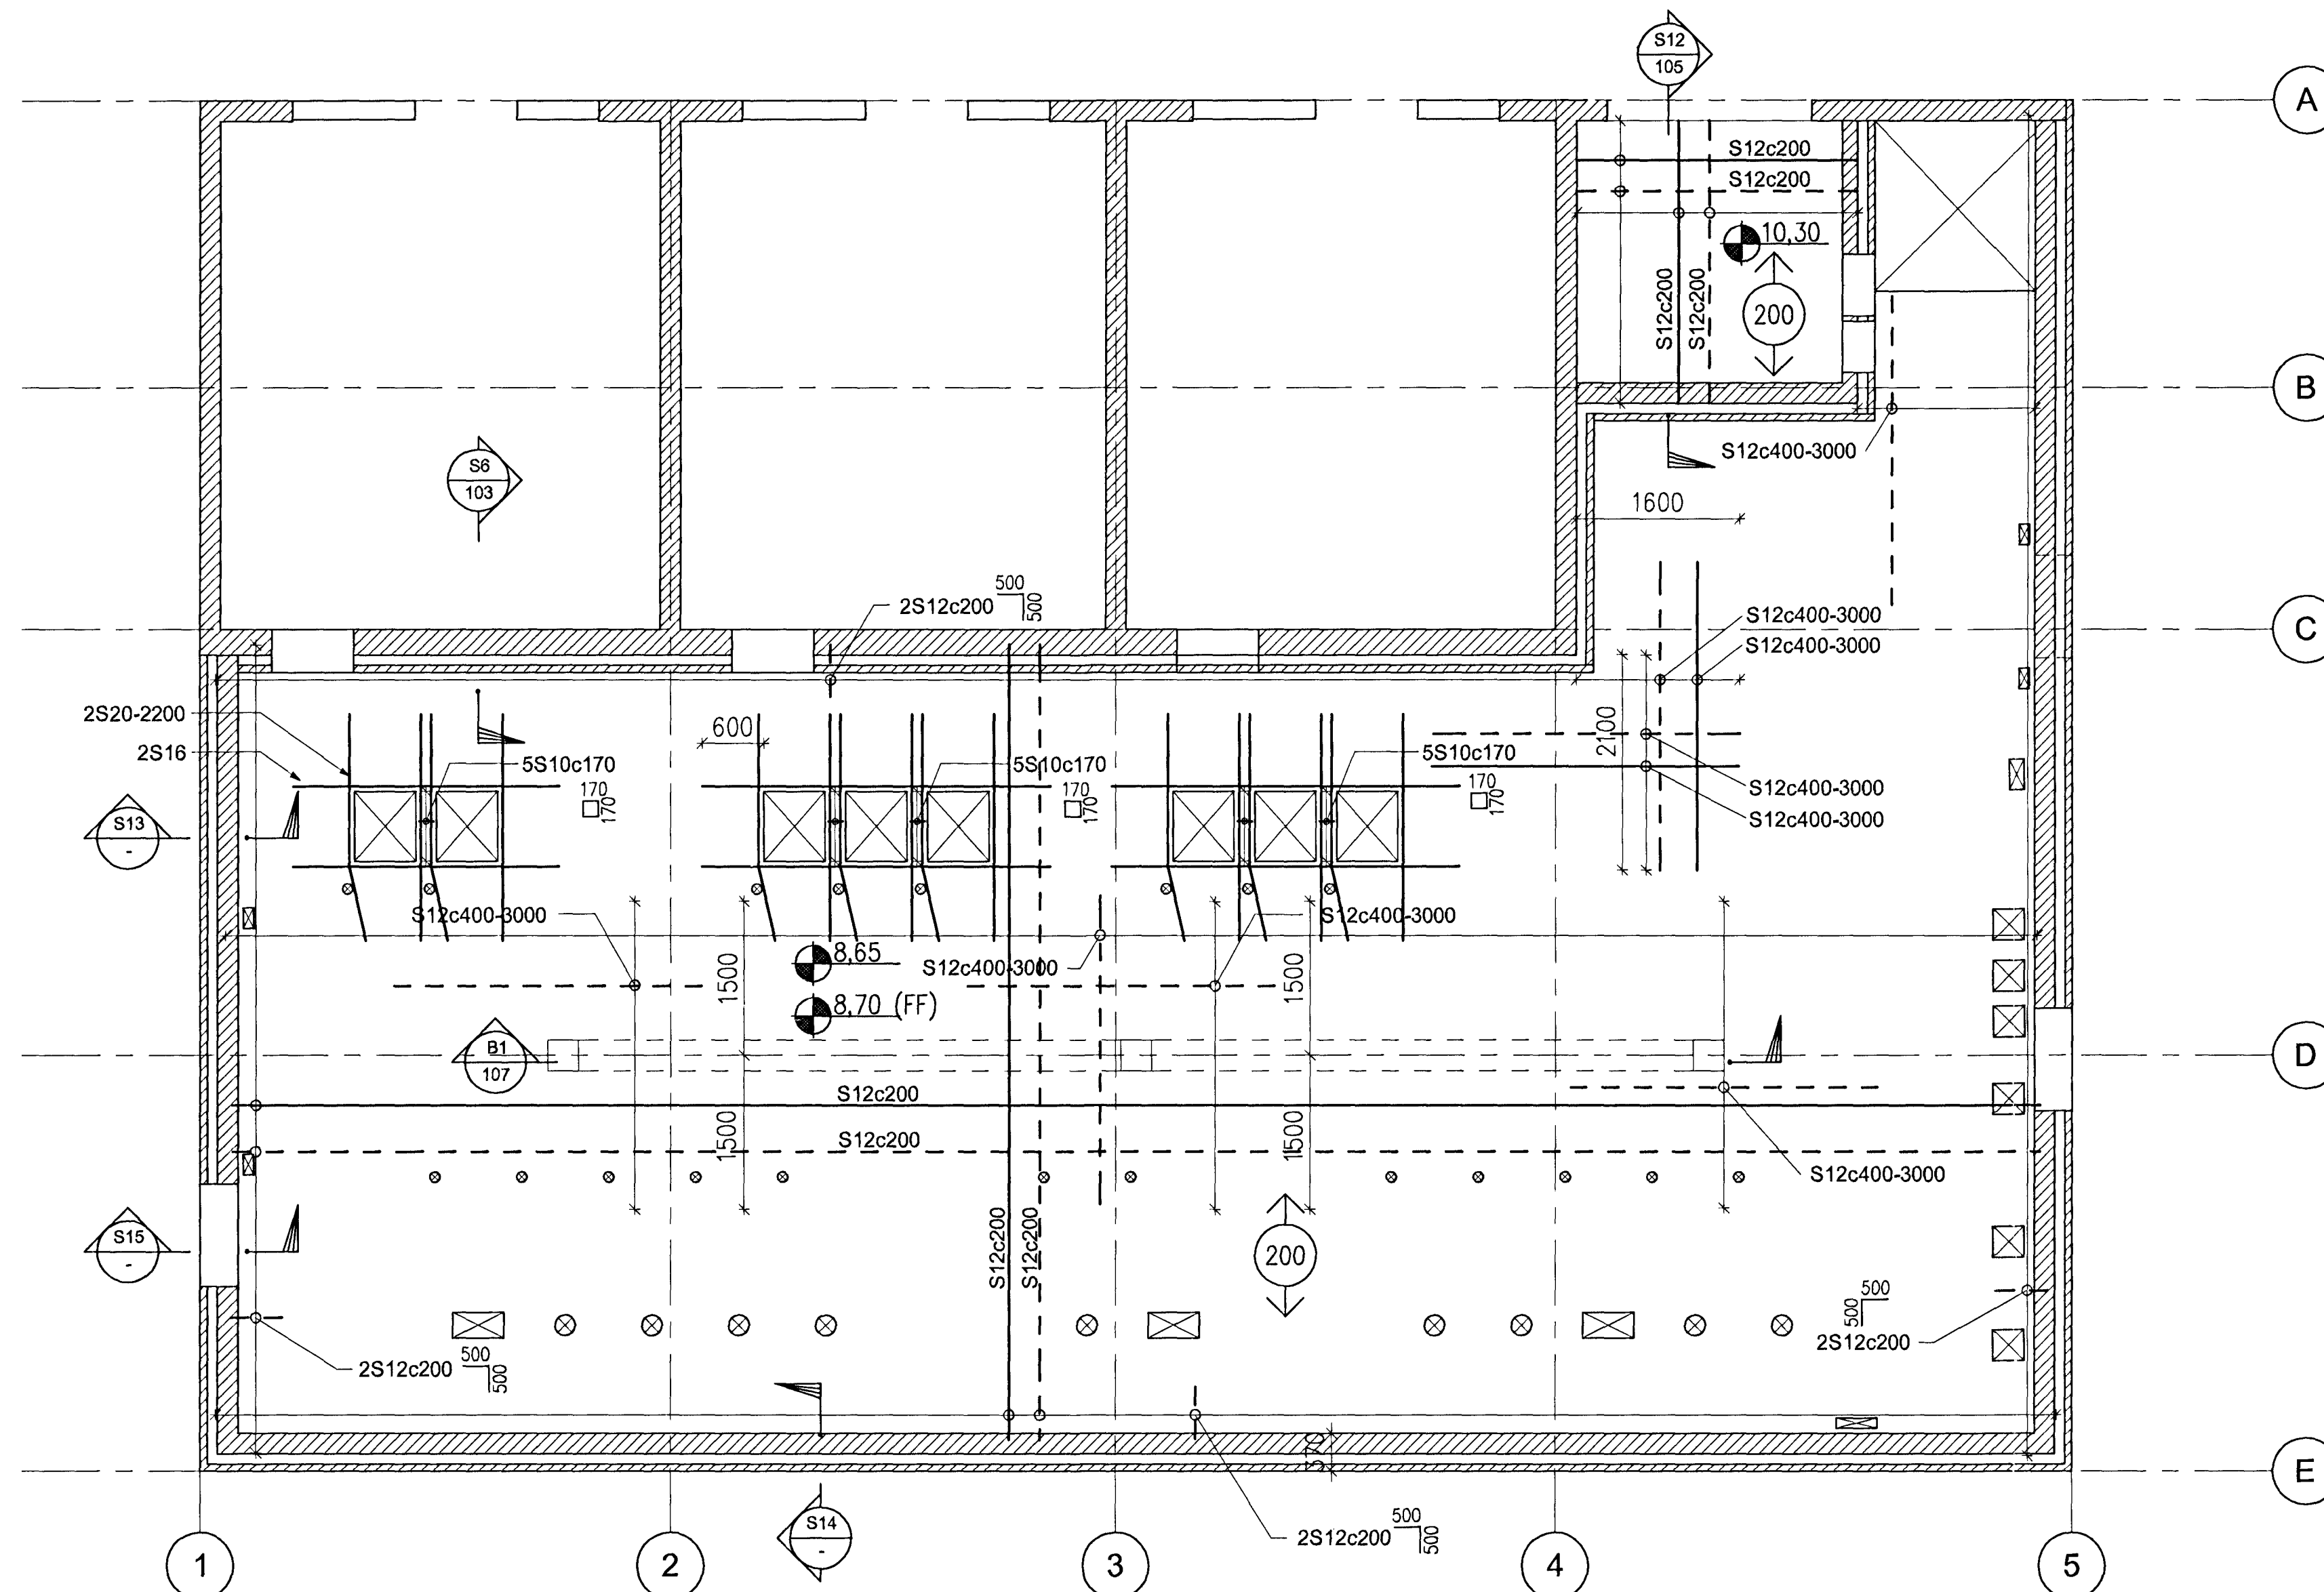 S12
105
A
S12c200
S12c200
10,30
S12c200
S12c200
200
B
S12c400-3000
S6
103
1600
500
2S12c200
500
S12c400-3000
C
S12c400-3000
2S20-2200
600
2100
2S16
5S10c170
5S10c170
5S10c170
170
170
170
170
170
170
S12c400-3000
S12c400-3000
S13
-
S12c400-3000
S12c400-3000
8,65
S12c400-3000
1500
1500
8,70 (FF)
B1
107
D
S12c200
S12c200
1500
1500
S12c400-3000
S12c200
S12c200
S15
-
200
500
500
2S12c200
2S12c200
500
500
370
E
S14
-
2S12c200
500
500
1
2
3
4
5